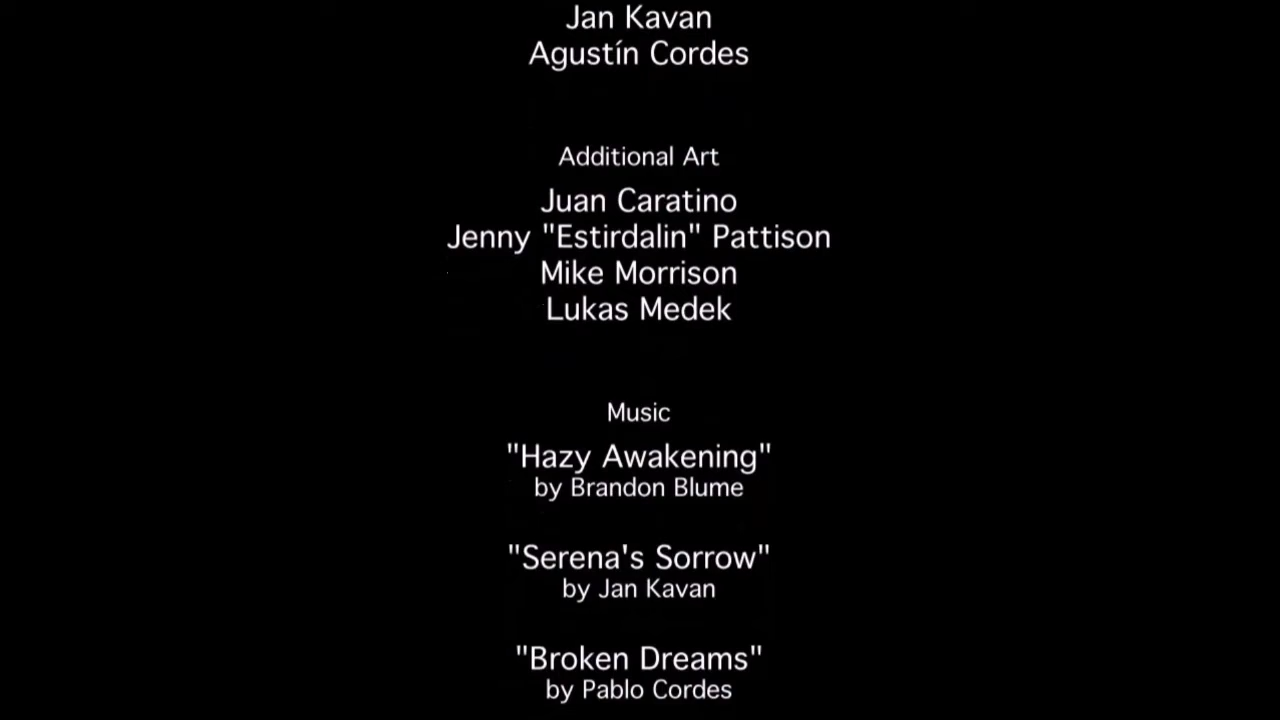 Jan Kavan
Agustín Cordes
Additional Art
Juan Caratino
Jenny "Estirdalin" Pattison
Mike Morrison
Lukas Medek
Music
"Hazy Awakening"
by Brandon Blume
"Serena's Sorrow"
by Jan Kavan
"Broken Dreams"
by Pablo Cordes